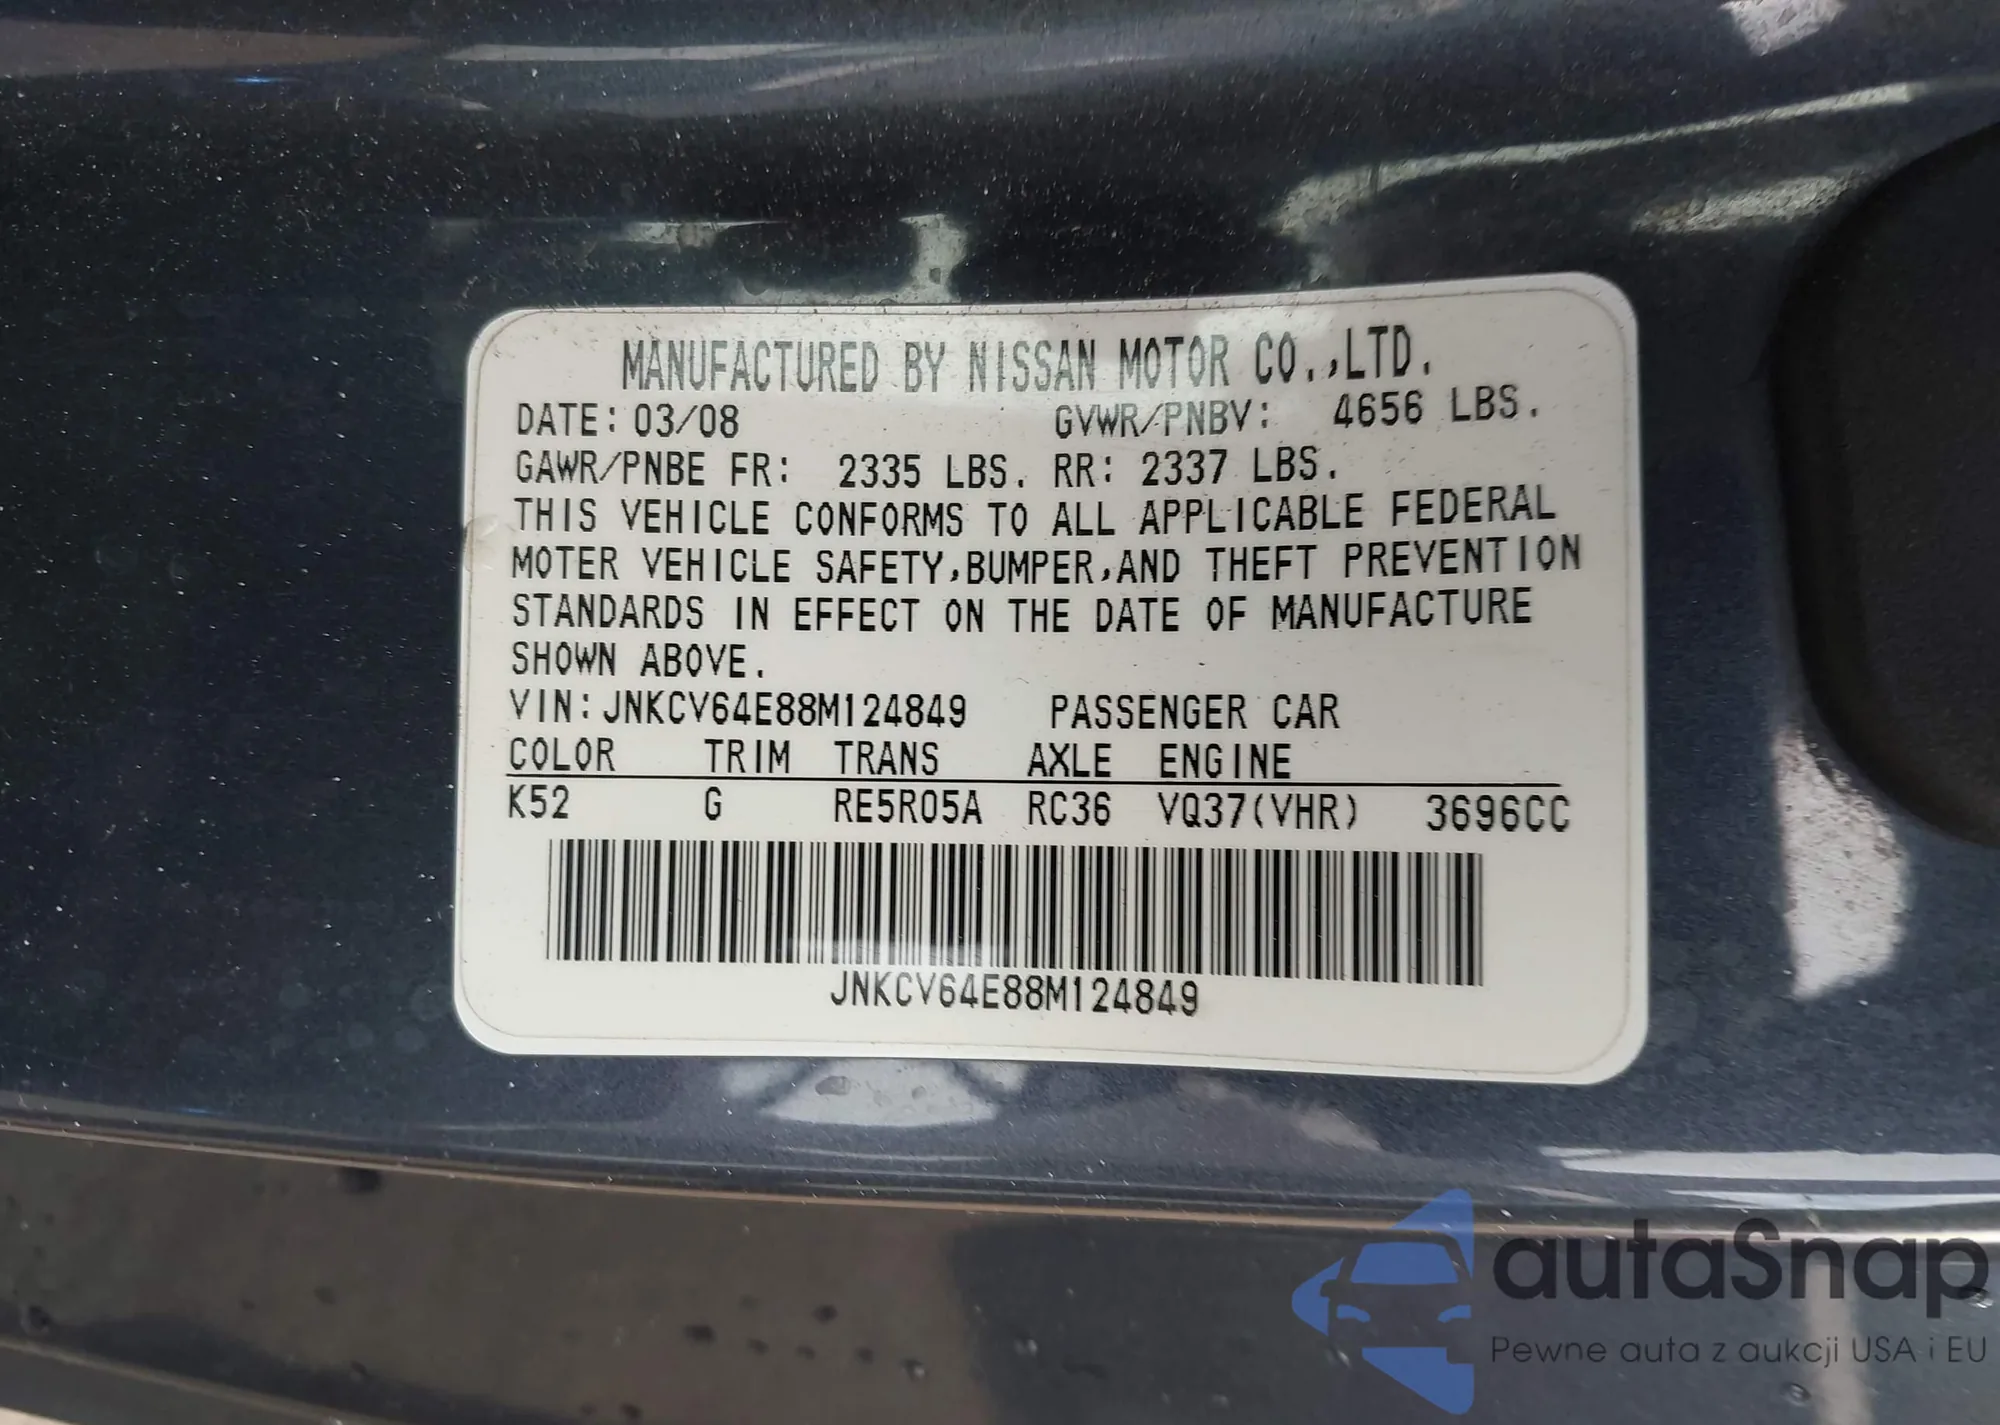 MANUFACTURED BY NISSAN MOTOR CO.,LTD.
DATE: 03/08 GVWR/PNBV: 4656 LBS.
GAWR/PNBE FR: 2335 LBS. RR: 2337 LBS.
THIS VEHICLE CONFORMS TO ALL APPLICABLE FEDERAL
MOTER VEHICLE SAFETY,BUMPER,AND THEFT PREVENTION
STANDARDS IN EFFECT ON THE DATE OF MANUFACTURE
SHOWN ABOVE.
VIN:JNKCV64E88M124849 PASSENGER CAR
COLOR TRIM TRANS AXLE ENGINE
K52 G RE5R05A RC36 VQ37(VHR) 3696CC
JNKCV64E88M124849
autaSnap
Pewne auta z aukcji USA i EU